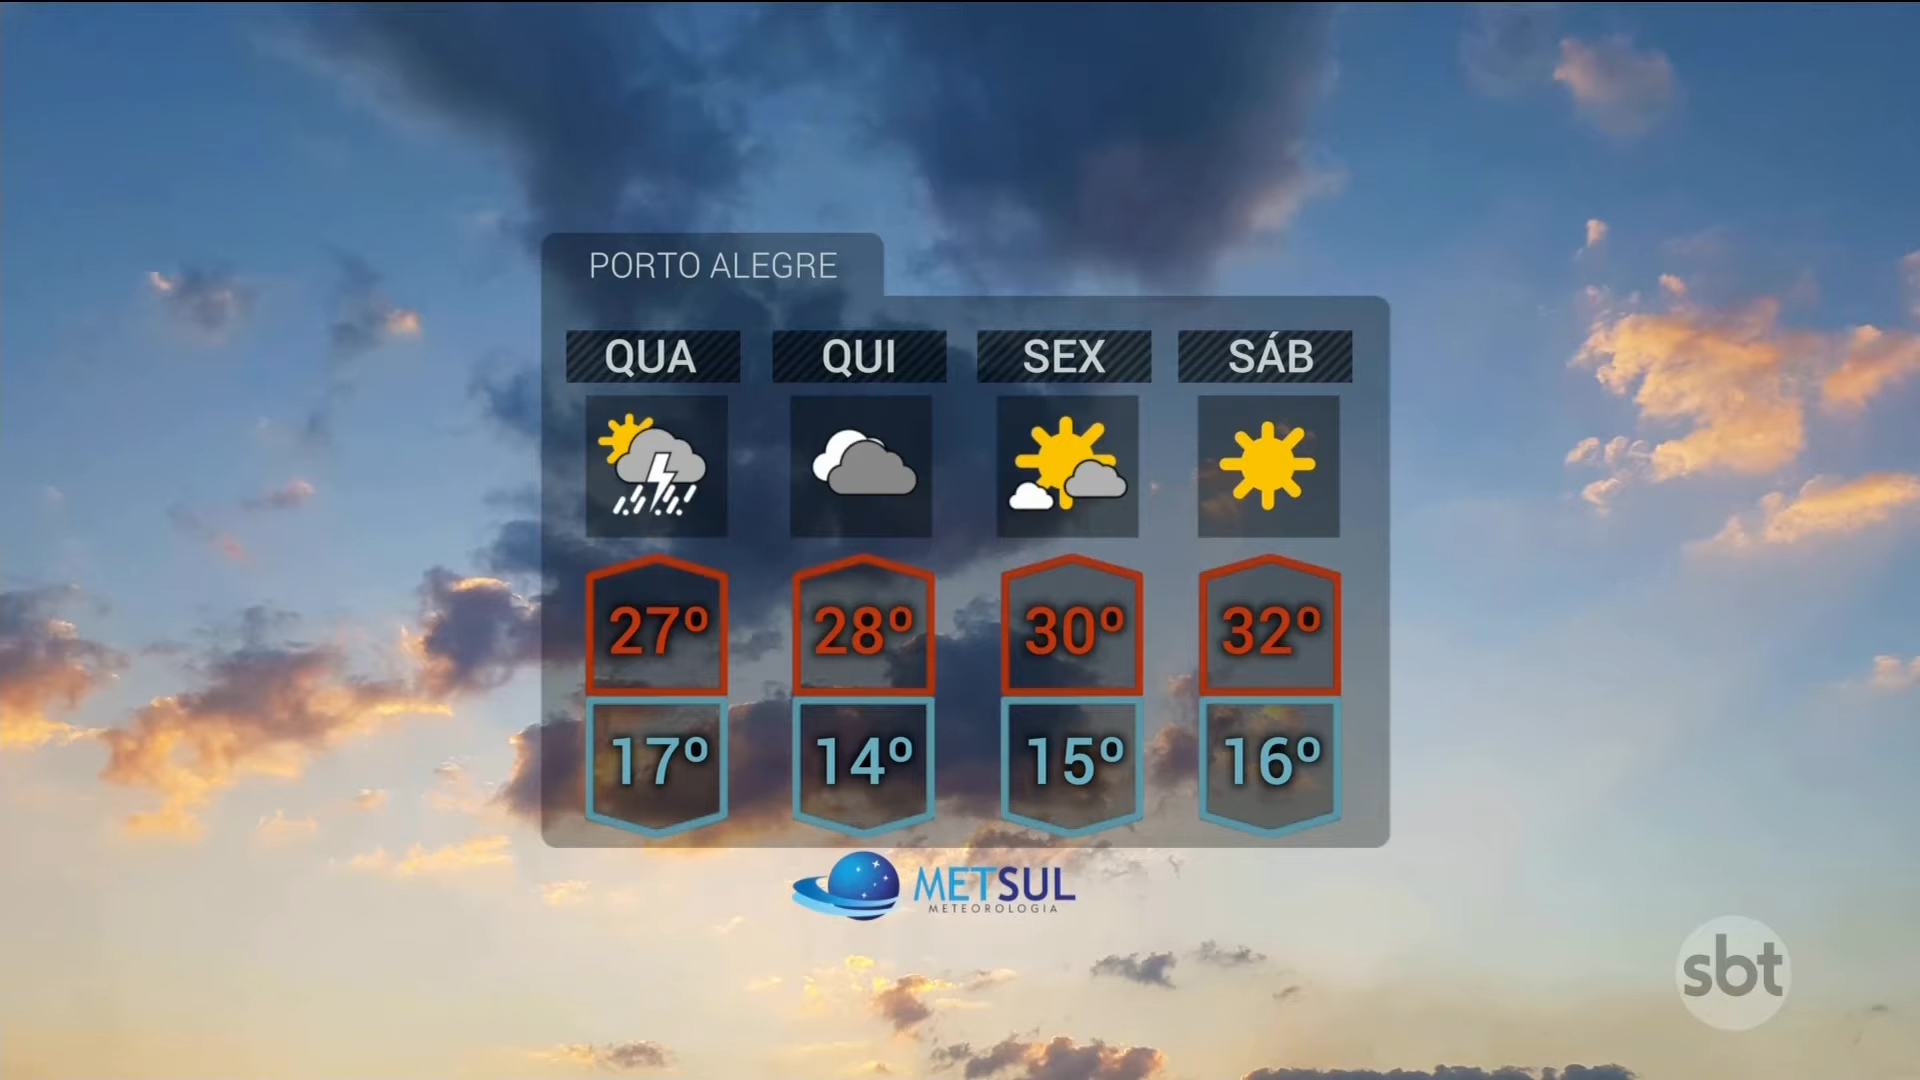 PORTO ALEGRE
QUA QUI SEX SÁB
27º 28º 30º 32º
17º 14º 15º 16º
METSUL
METEOROLOGIA
sbt